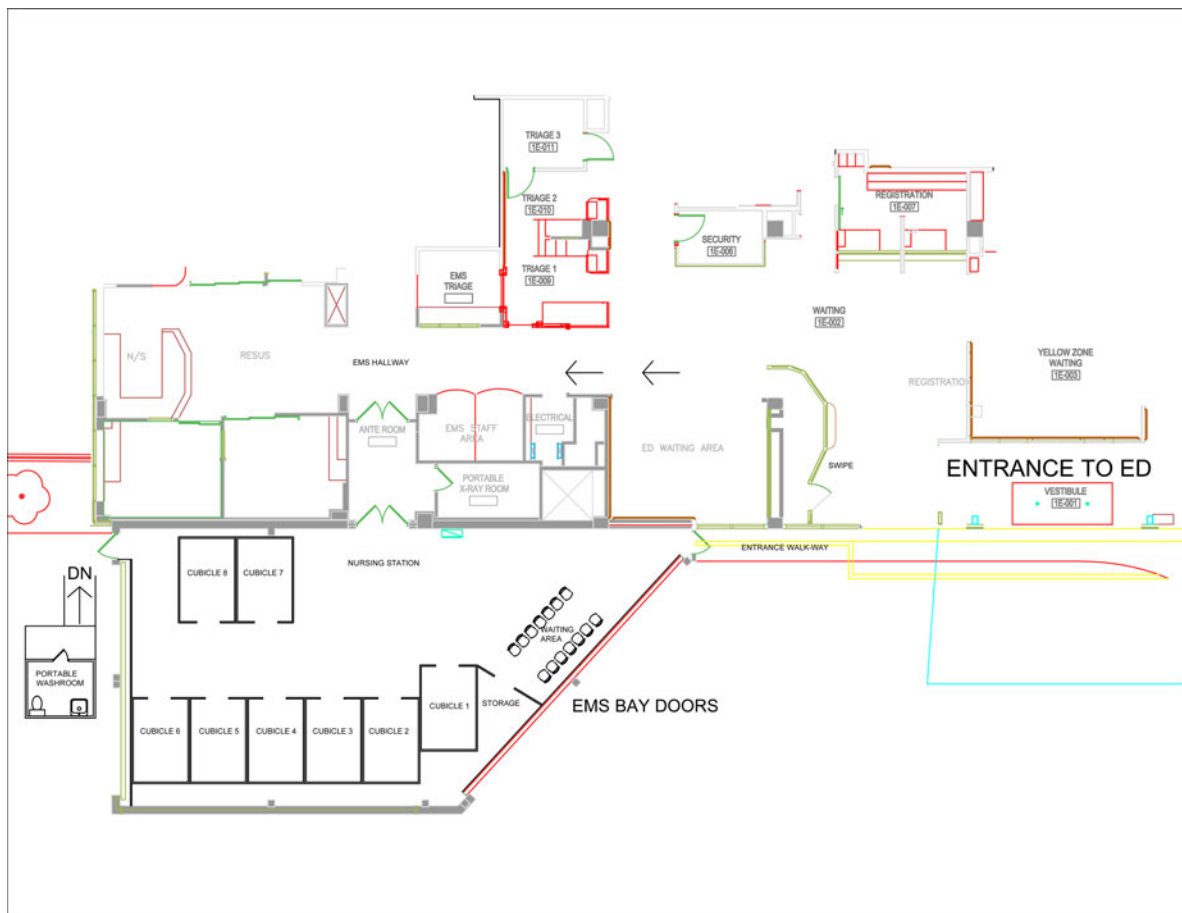 TRIAGE 3
1E-011
TRIAGE 2
1E-010
REGISTRATION
1E-007
SECURITY
1E-006
TRIAGE 1
1E-009
EMS
TRIAGE
WAITING
1E-002
N/S
RESUS
EMS HALLWAY
YELLOW ZONE
WAITING
1E-003
REGISTRATION
ANTE ROOM
EMS STAFF
AREA
ELECTRICAL
ED WAITING AREA
SWIPE
ENTRANCE TO ED
PORTABLE
X-RAY ROOM
VESTIBULE
1E-001
ENTRANCE WALK-WAY
NURSING STATION
DN
CUBICLE 8
CUBICLE 7
WAITING
AREA
PORTABLE
WASHROOM
EMS BAY DOORS
CUBICLE 1
STORAGE
CUBICLE 6
CUBICLE 5
CUBICLE 4
CUBICLE 3
CUBICLE 2